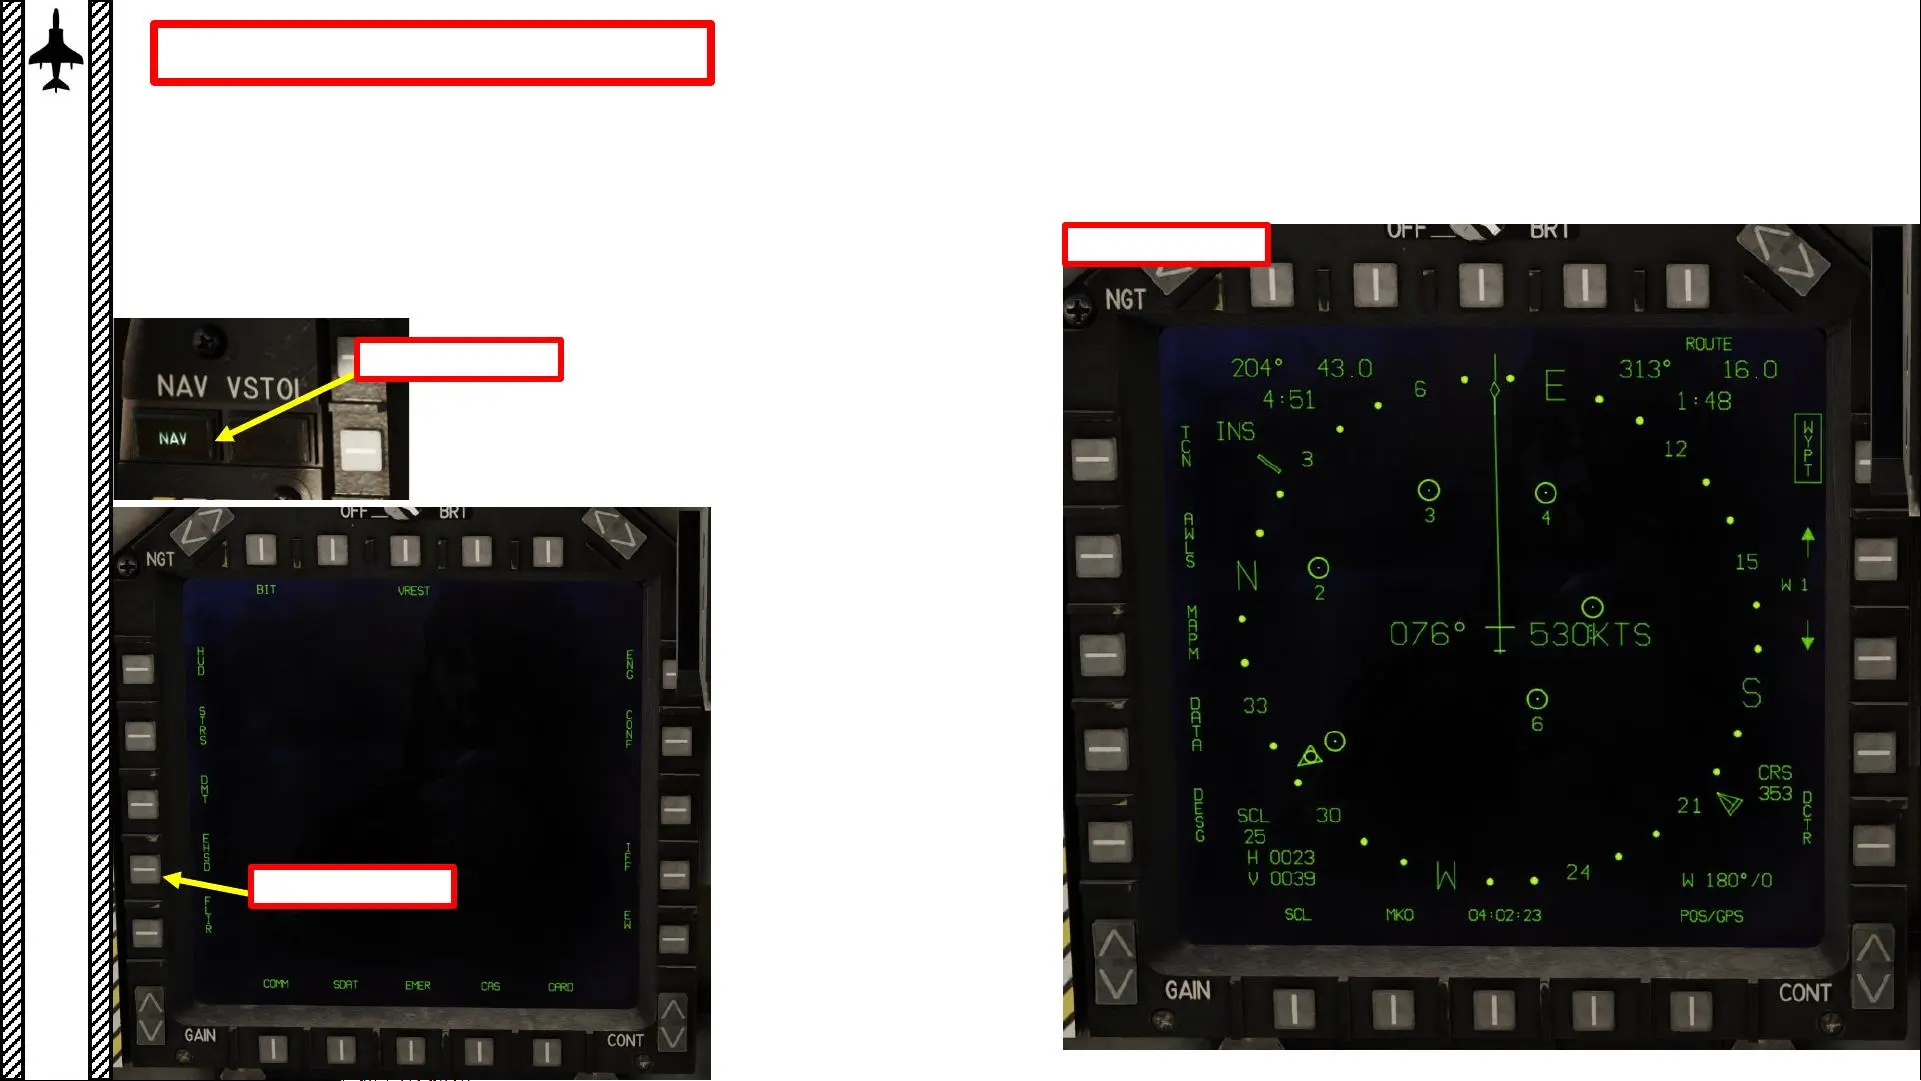 NAV VSTOL
NAV
OFF BRT
NGT
BIT VREST
HUD
STRS
DMT
EHSD
FLIR
ENG
CONF
IFF
EW
COMM SDAT EMER CAS CARD
GAIN CONT
OFF BRT
NGT
ROUTE
204° 43.0
4:51
313° 16.0
1:48
INS
6 E
12
15
S
21
24
W
30
33
N
3
TCN
AWLS
MAPM
DATA
DESG
WYPT
W 1
DCTR
3
4
2
6
076° 530KTS
CRS
353
SCL
25
H 0023
V 0039
W 180°/0
SCL MKO 04:02:23 POS/GPS
GAIN CONT